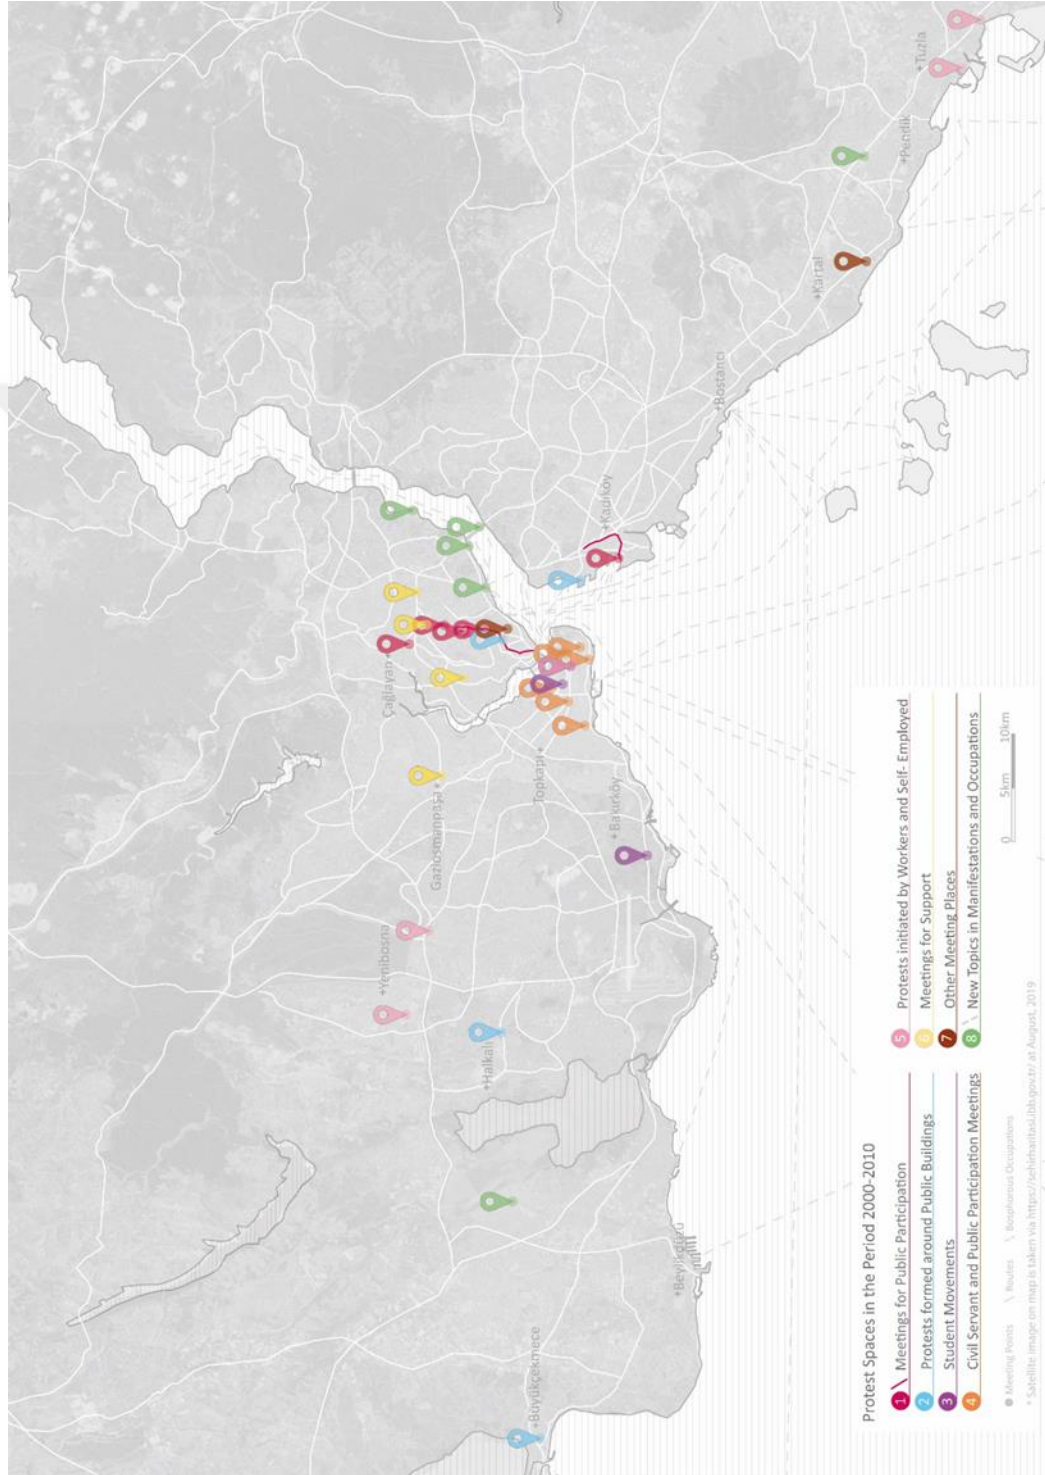 +Tuzla
+Pendik
+Kartal
+Bostancı
+Kadıköy
Çağlayan+
Topkapı+
Gaziosmanpaşa+
+Bakırköy
+Yenibosna
+Halkalı
+Beylikdüzü
+Büyükçekmece
Protest Spaces in the Period 2000-2010
1 Meetings for Public Participation
2 Protests formed around Public Buildings
3 Student Movements
4 Civil Servant and Public Participation Meetings
5 Protests initiated by Workers and Self- Employed
6 Meetings for Support
7 Other Meeting Places
8 New Topics in Manifestations and Occupations
Meeting Points \ Routes \ Bosphorous Occupations
0 5km 10km
* Satellite image on map is taken via https://sehirharitasi.ibb.gov.tr/ at August, 2019